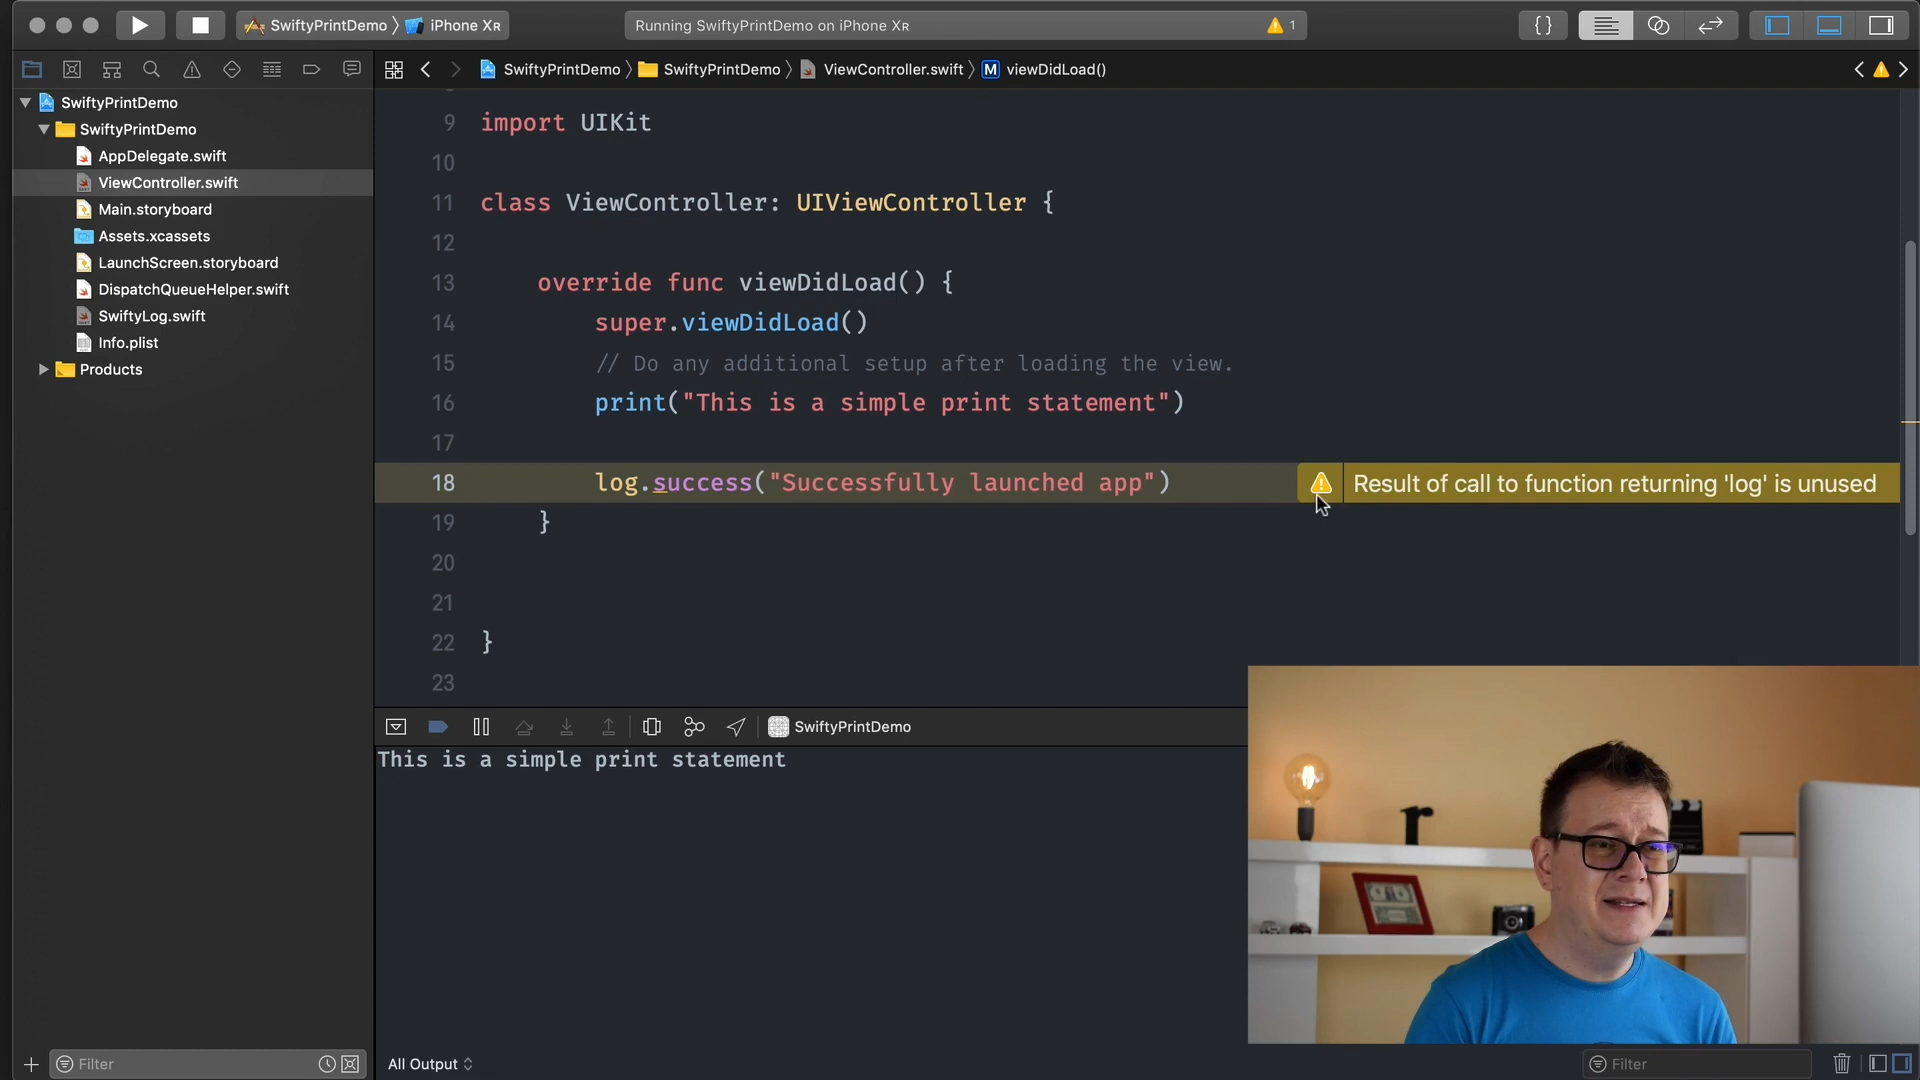 SwiftyPrintDemo
iPhone XR
Running SwiftyPrintDemo on iPhone XR
1
{}
SwiftyPrintDemo
SwiftyPrintDemo
ViewController.swift
M
viewDidLoad()
SwiftyPrintDemo
SwiftyPrintDemo
AppDelegate.swift
ViewController.swift
Main.storyboard
Assets.xcassets
LaunchScreen.storyboard
DispatchQueueHelper.swift
SwiftyLog.swift
Info.plist
Products
9 import UIKit
10
11 class ViewController: UIViewController {
12
13 override func viewDidLoad() {
14 super.viewDidLoad()
15 // Do any additional setup after loading the view.
16 print("This is a simple print statement")
17
18 log.success("Successfully launched app")
Result of call to function returning 'log' is unused
19 }
20
21
22 }
23
SwiftyPrintDemo
This is a simple print statement
Filter
All Output
Filter